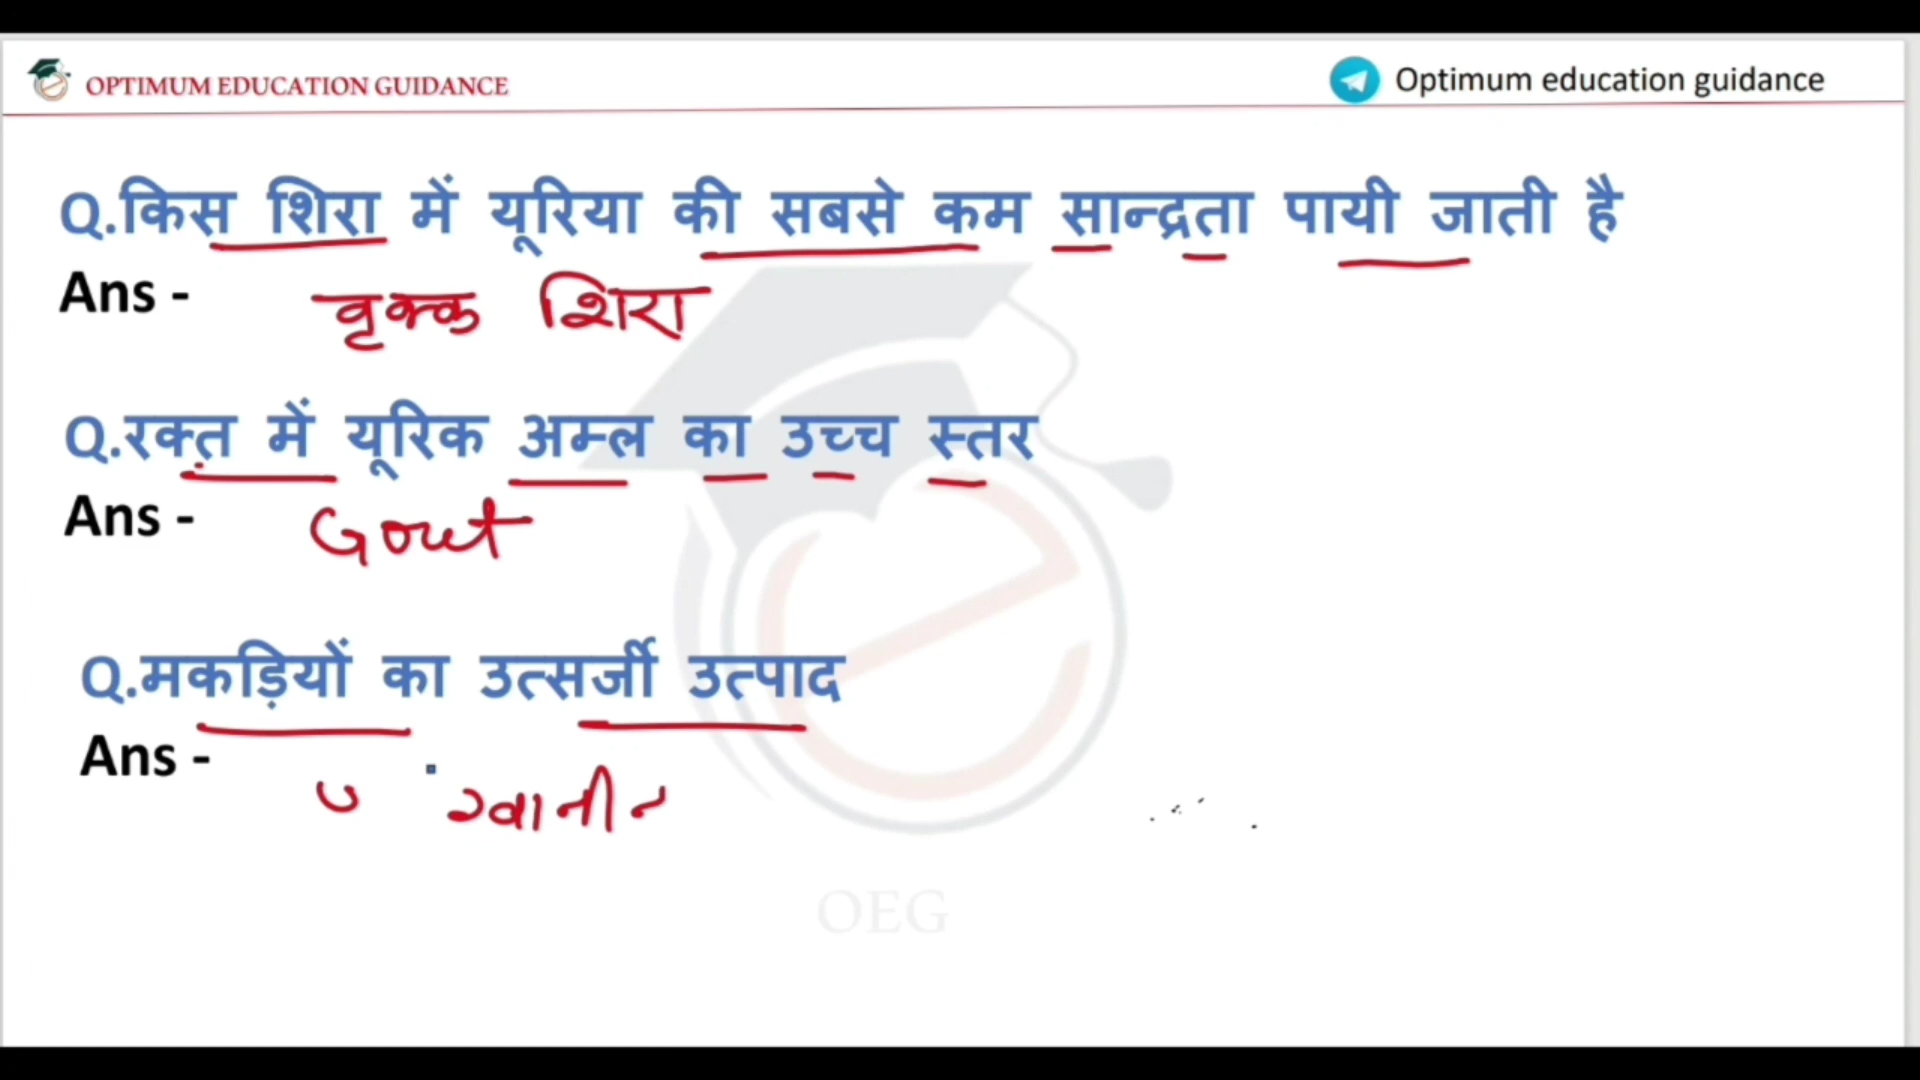 OPTIMUM EDUCATION GUIDANCE
Optimum education guidance
Q.किस शिरा में यूरिया की सबसे कम सान्द्रता पायी जाती है
Ans - वृक्क शिरा
Q.रक्त में यूरिक अम्ल का उच्च स्तर
Ans - Gout
Q.मकड़ियों का उत्सर्जी उत्पाद
Ans -
OEG